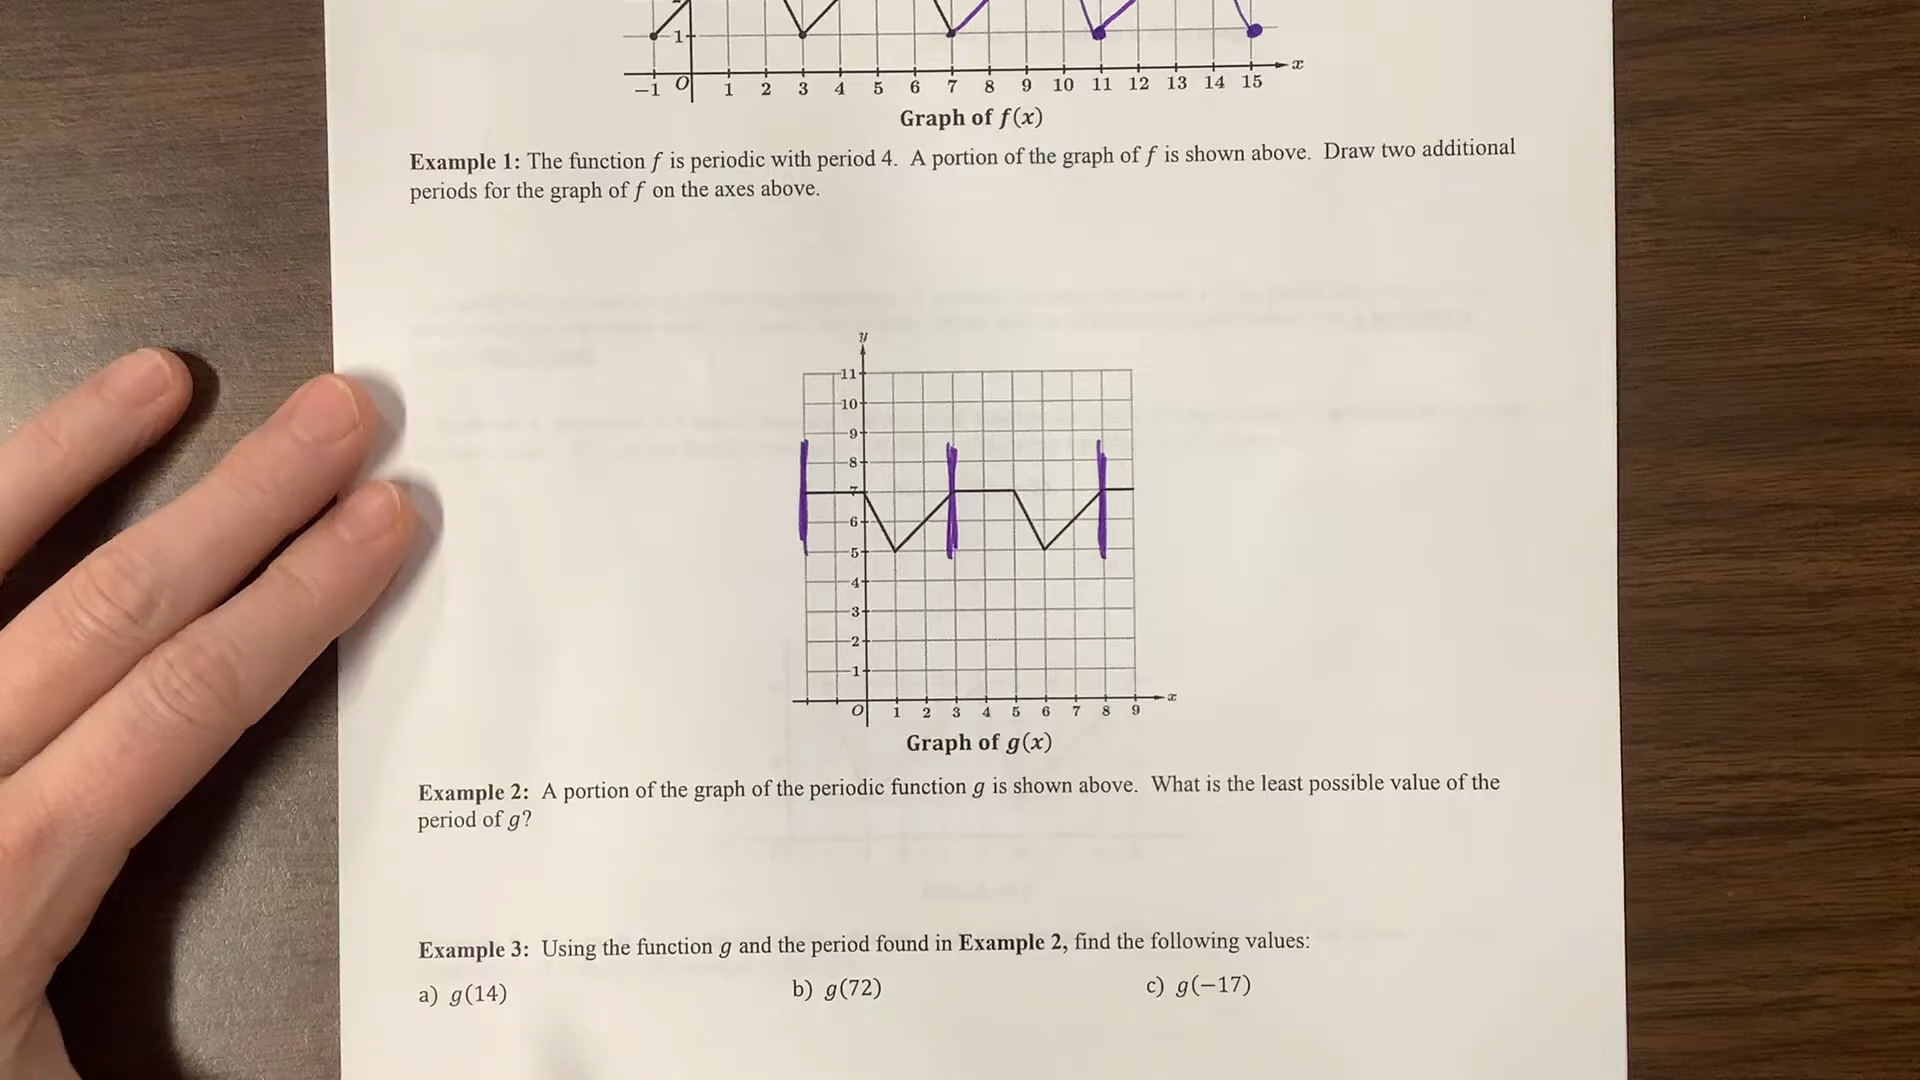 1
−1 O 1 2 3 4 5 6 7 8 9 10 11 12 13 14 15 x
Graph of f(x)
Example 1: The function f is periodic with period 4. A portion of the graph of f is shown above. Draw two additional
periods for the graph of f on the axes above.
y
11
10
9
8
7
6
5
4
3
2
1
O 1 2 3 4 5 6 7 8 9 x
Graph of g(x)
Example 2: A portion of the graph of the periodic function g is shown above. What is the least possible value of the
period of g?
Example 3: Using the function g and the period found in Example 2, find the following values:
a) g(14) b) g(72) c) g(−17)